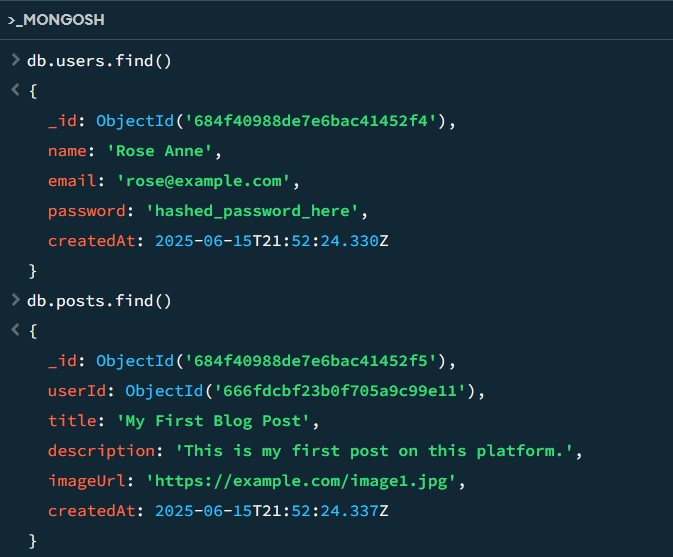 >_MONGOSH
> db.users.find()
< {
_id: ObjectId('684f40988de7e6bac41452f4'),
name: 'Rose Anne',
email: 'rose@example.com',
password: 'hashed_password_here',
createdAt: 2025-06-15T21:52:24.330Z
}
> db.posts.find()
< {
_id: ObjectId('684f40988de7e6bac41452f5'),
userId: ObjectId('666fdcbf23b0f705a9c99e11'),
title: 'My First Blog Post',
description: 'This is my first post on this platform.',
imageUrl: 'https://example.com/image1.jpg',
createdAt: 2025-06-15T21:52:24.337Z
}